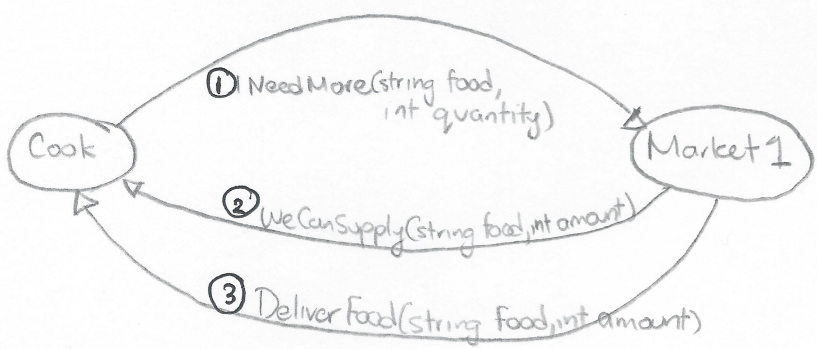 ① INeedMore(string food,
int quantity)
Cook
Market 1
② WeCanSupply(string food, int amount)
③ DeliverFood(string food, int amount)